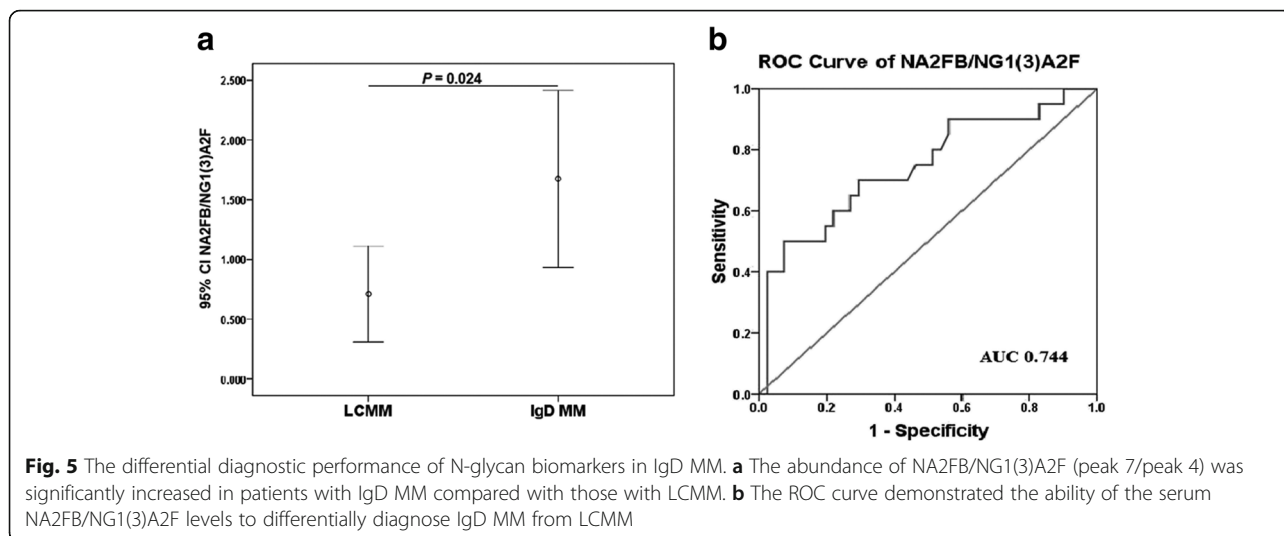 a
2.500
2.000
1.500
1.000
0.500
0.000
95% CI NA2FB/NG1(3)A2F
P = 0.024
LCMM
IgD MM
b
ROC Curve of NA2FB/NG1(3)A2F
1.0
0.8
0.6
0.4
0.2
0.0
Sensitivity
AUC 0.744
0.0 0.2 0.4 0.6 0.8 1.0
1 - Specificity
Fig. 5 The differential diagnostic performance of N-glycan biomarkers in IgD MM. a The abundance of NA2FB/NG1(3)A2F (peak 7/peak 4) was
significantly increased in patients with IgD MM compared with those with LCMM. b The ROC curve demonstrated the ability of the serum
NA2FB/NG1(3)A2F levels to differentially diagnose IgD MM from LCMM